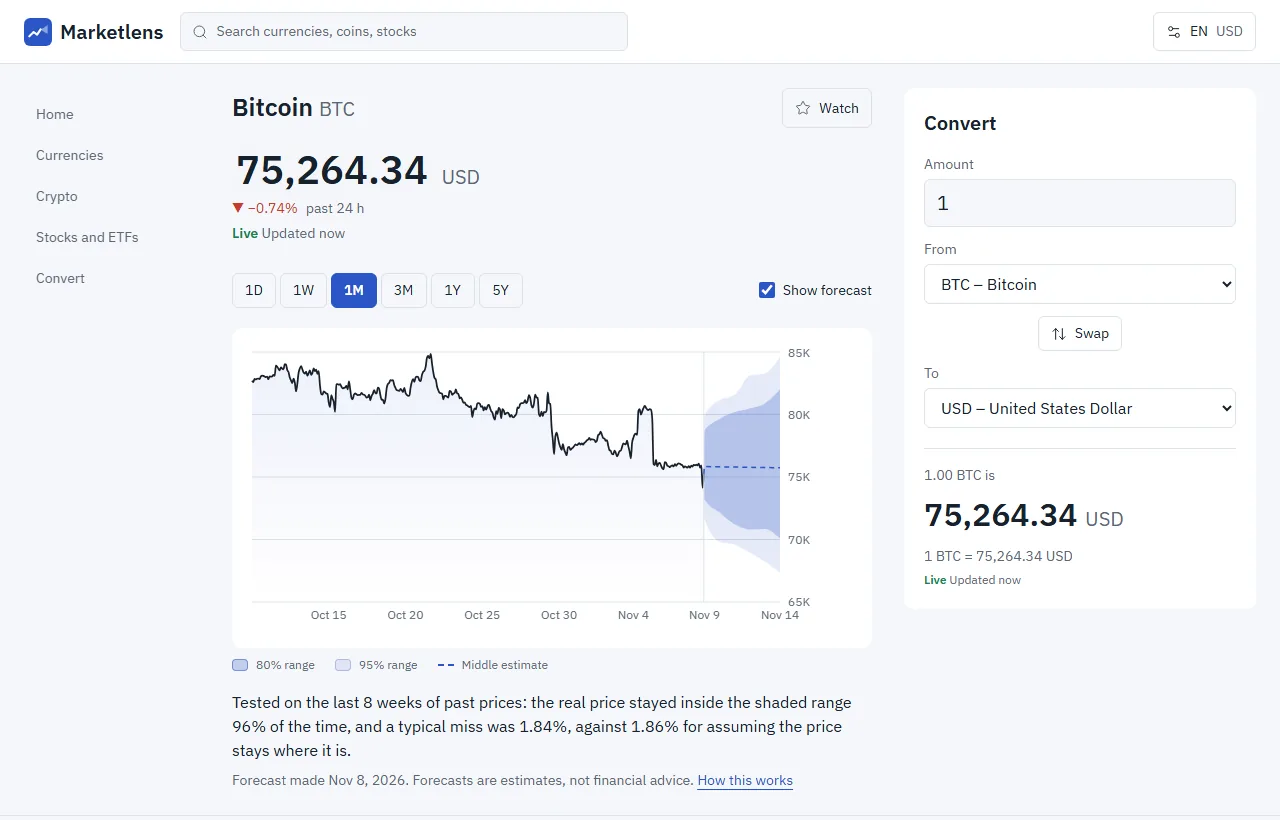 Marketlens
Search currencies, coins, stocks
EN USD
Home
Currencies
Crypto
Stocks and ETFs
Convert
Bitcoin BTC
Watch
75,264.34 USD
−0.74% past 24 h
Live Updated now
1D 1W 1M 3M 1Y 5Y
Show forecast
85K
80K
75K
70K
65K
Oct 15 Oct 20 Oct 25 Oct 30 Nov 4 Nov 9 Nov 14
80% range 95% range Middle estimate
Tested on the last 8 weeks of past prices: the real price stayed inside the shaded range
96% of the time, and a typical miss was 1.84%, against 1.86% for assuming the price
stays where it is.
Forecast made Nov 8, 2026. Forecasts are estimates, not financial advice. How this works
Convert
Amount
1
From
BTC – Bitcoin
Swap
To
USD – United States Dollar
1.00 BTC is
75,264.34 USD
1 BTC = 75,264.34 USD
Live Updated now